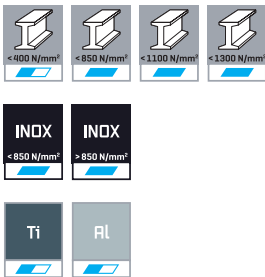 <400 N/mm² <850 N/mm² <1100 N/mm² <1300 N/mm²
INOX INOX
<850 N/mm² >850 N/mm²
Ti Al